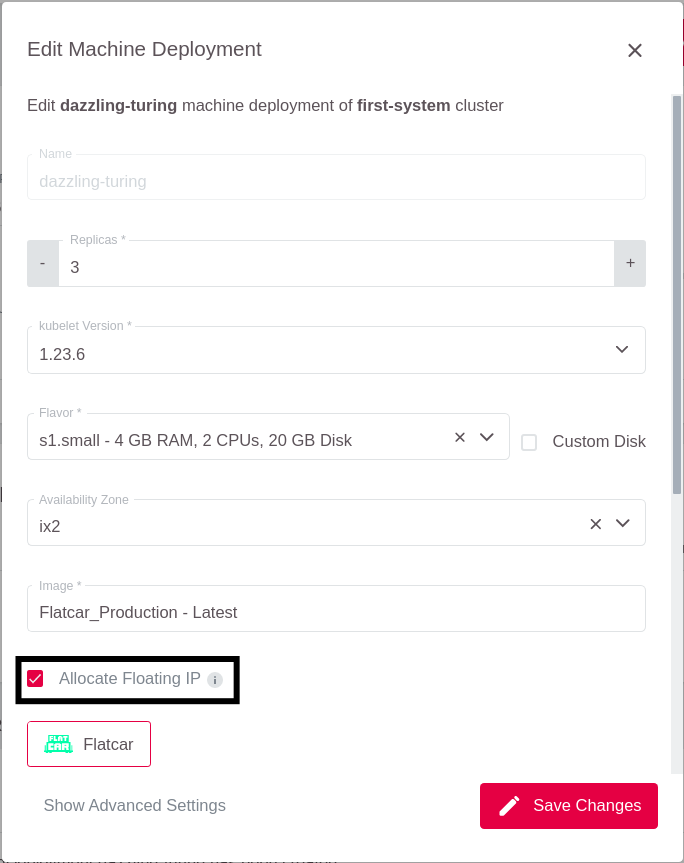 Edit Machine Deployment
Edit dazzling-turing machine deployment of first-system cluster
Name
dazzling-turing
Replicas *
-
3
+
kubelet Version *
1.23.6
Flavor *
s1.small - 4 GB RAM, 2 CPUs, 20 GB Disk
Custom Disk
Availability Zone
ix2
Image *
Flatcar_Production - Latest
Allocate Floating IP
FLAT
CAR
Flatcar
Show Advanced Settings
Save Changes